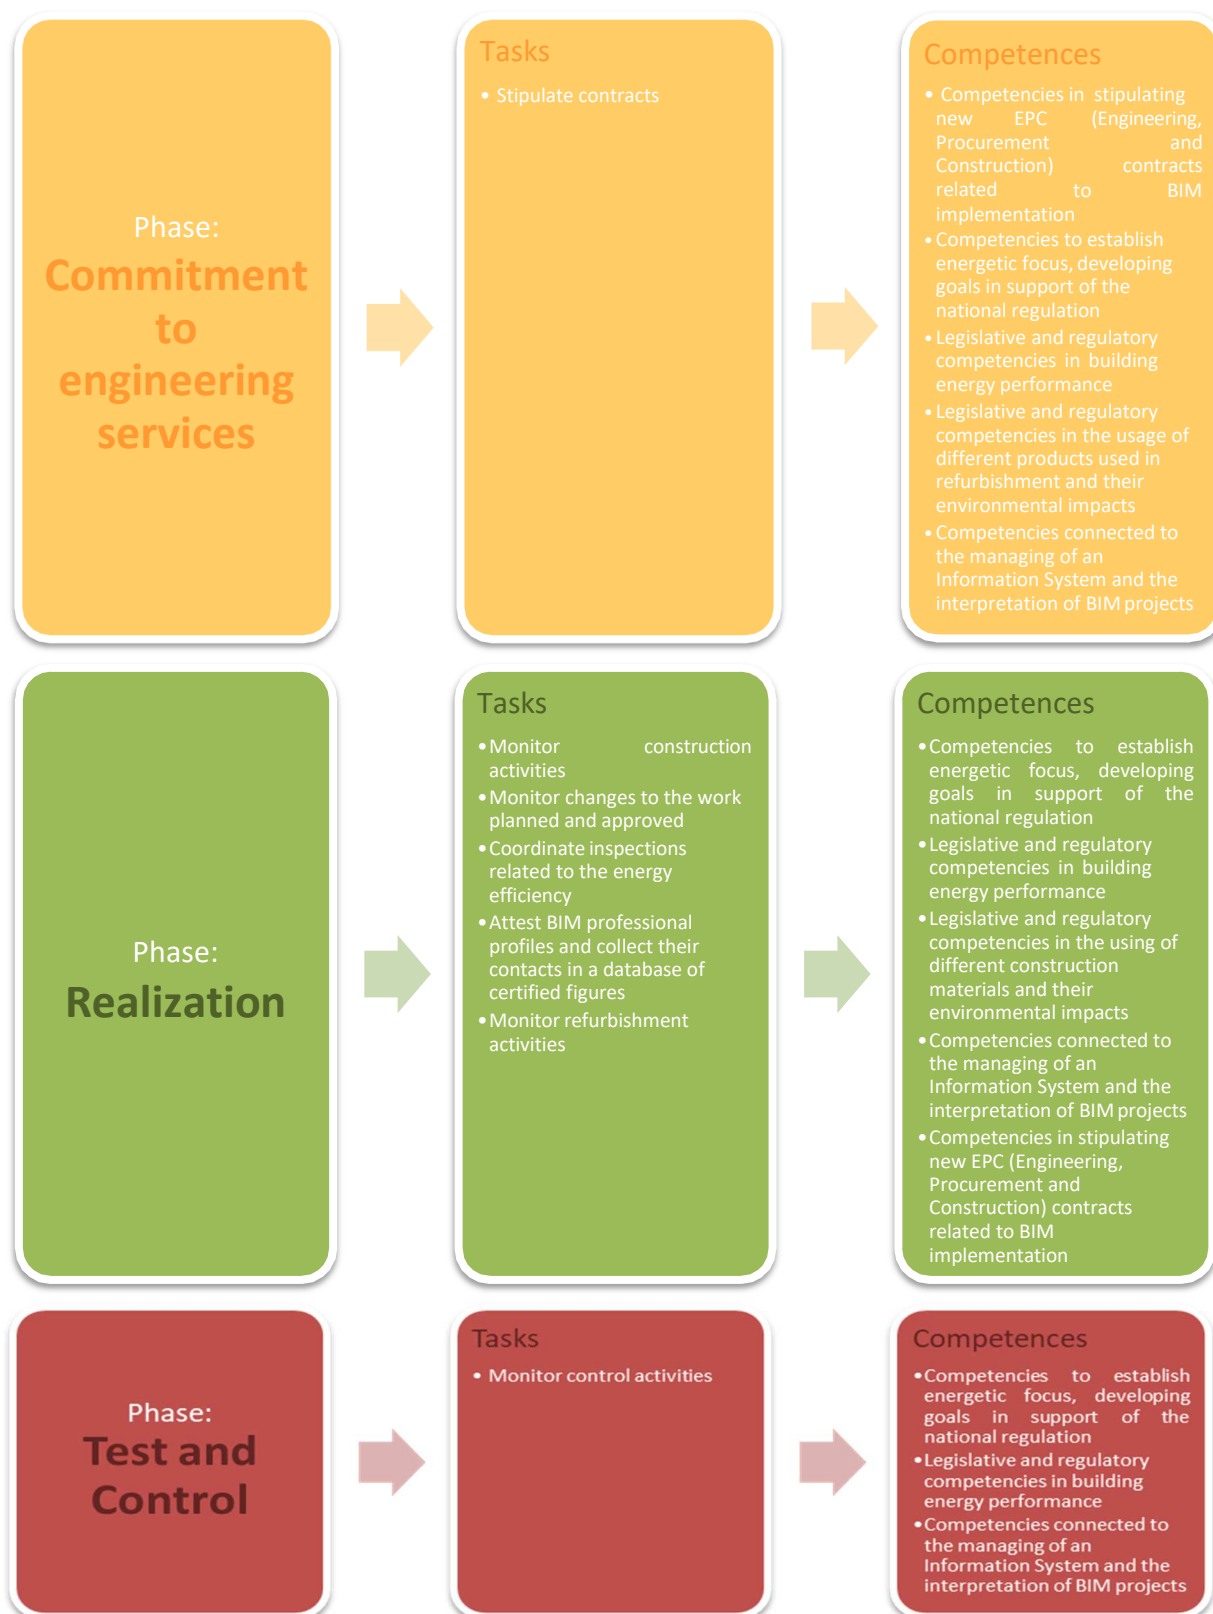 Phase:
Commitment
to
engineering
services
Tasks
• Stipulate contracts
Competences
• Competencies in stipulating
new EPC (Engineering,
Procurement and
Construction) contracts
related to BIM
implementation
• Competencies to establish
energetic focus, developing
goals in support of the
national regulation
• Legislative and regulatory
competencies in building
energy performance
• Legislative and regulatory
competencies in the usage of
different products used in
refurbishment and their
environmental impacts
• Competencies connected to
the managing of an
Information System and the
interpretation of BIM projects
Phase:
Realization
Tasks
• Monitor construction
activities
• Monitor changes to the work
planned and approved
• Coordinate inspections
related to the energy
efficiency
• Attest BIM professional
profiles and collect their
contacts in a database of
certified figures
• Monitor refurbishment
activities
Competences
• Competencies to establish
energetic focus, developing
goals in support of the
national regulation
• Legislative and regulatory
competencies in building
energy performance
• Legislative and regulatory
competencies in the using of
different construction
materials and their
environmental impacts
• Competencies connected to
the managing of an
Information System and the
interpretation of BIM projects
• Competencies in stipulating
new EPC (Engineering,
Procurement and
Construction) contracts
related to BIM
implementation
Phase:
Test and
Control
Tasks
• Monitor control activities
Competences
• Competencies to establish
energetic focus, developing
goals in support of the
national regulation
• Legislative and regulatory
competencies in building
energy performance
• Competencies connected to
the managing of an
Information System and the
interpretation of BIM projects